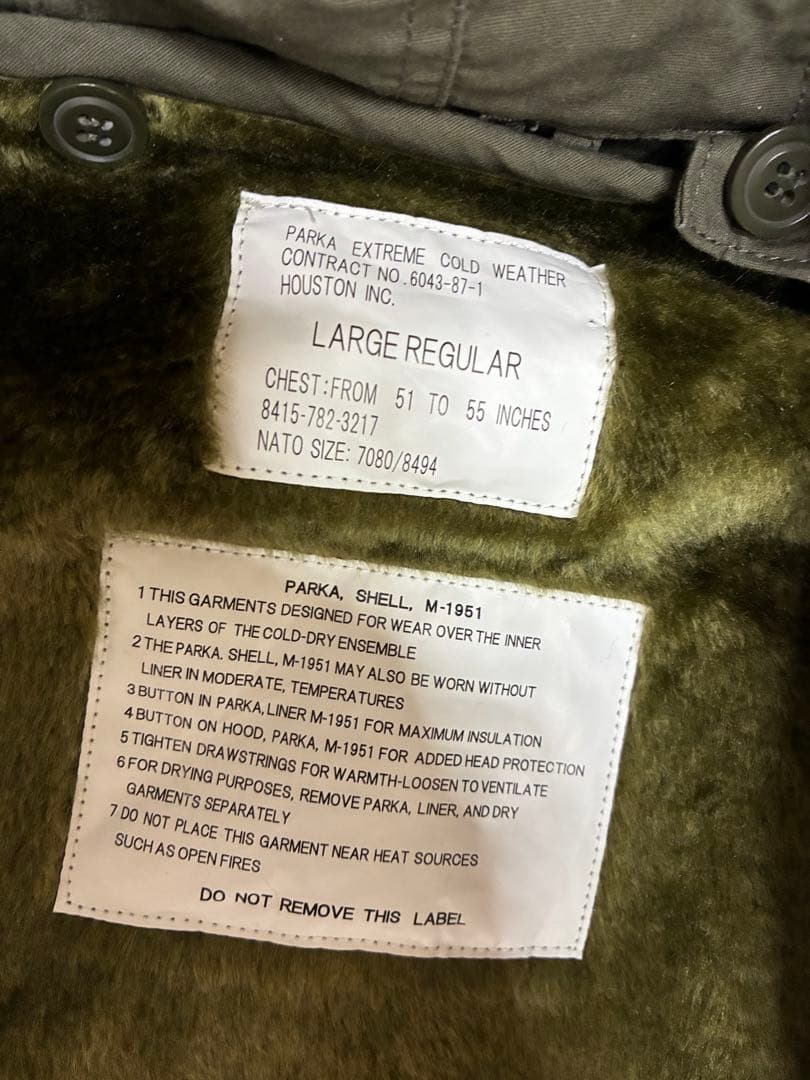 PARKA EXTREME COLD WEATHER
CONTRACT NO.6043-87-1
HOUSTON INC.
LARGE REGULAR
CHEST:FROM 51 TO 55 INCHES
8415-782-3217
NATO SIZE: 7080/8494
PARKA, SHELL, M-1951
1 THIS GARMENTS DESIGNED FOR WEAR OVER THE INNER
LAYERS OF THE COLD-DRY ENSEMBLE
2 THE PARKA. SHELL, M-1951 MAY ALSO BE WORN WITHOUT
LINER IN MODERATE, TEMPERATURES
3 BUTTON IN PARKA, LINER M-1951 FOR MAXIMUM INSULATION
4 BUTTON ON HOOD, PARKA, M-1951 FOR ADDED HEAD PROTECTION
5 TIGHTEN DRAWSTRINGS FOR WARMTH-LOOSEN TO VENTILATE
6 FOR DRYING PURPOSES, REMOVE PARKA, LINER, AND DRY
GARMENTS SEPARATELY
7 DO NOT PLACE THIS GARMENT NEAR HEAT SOURCES
SUCH AS OPEN FIRES
DO NOT REMOVE THIS LABEL